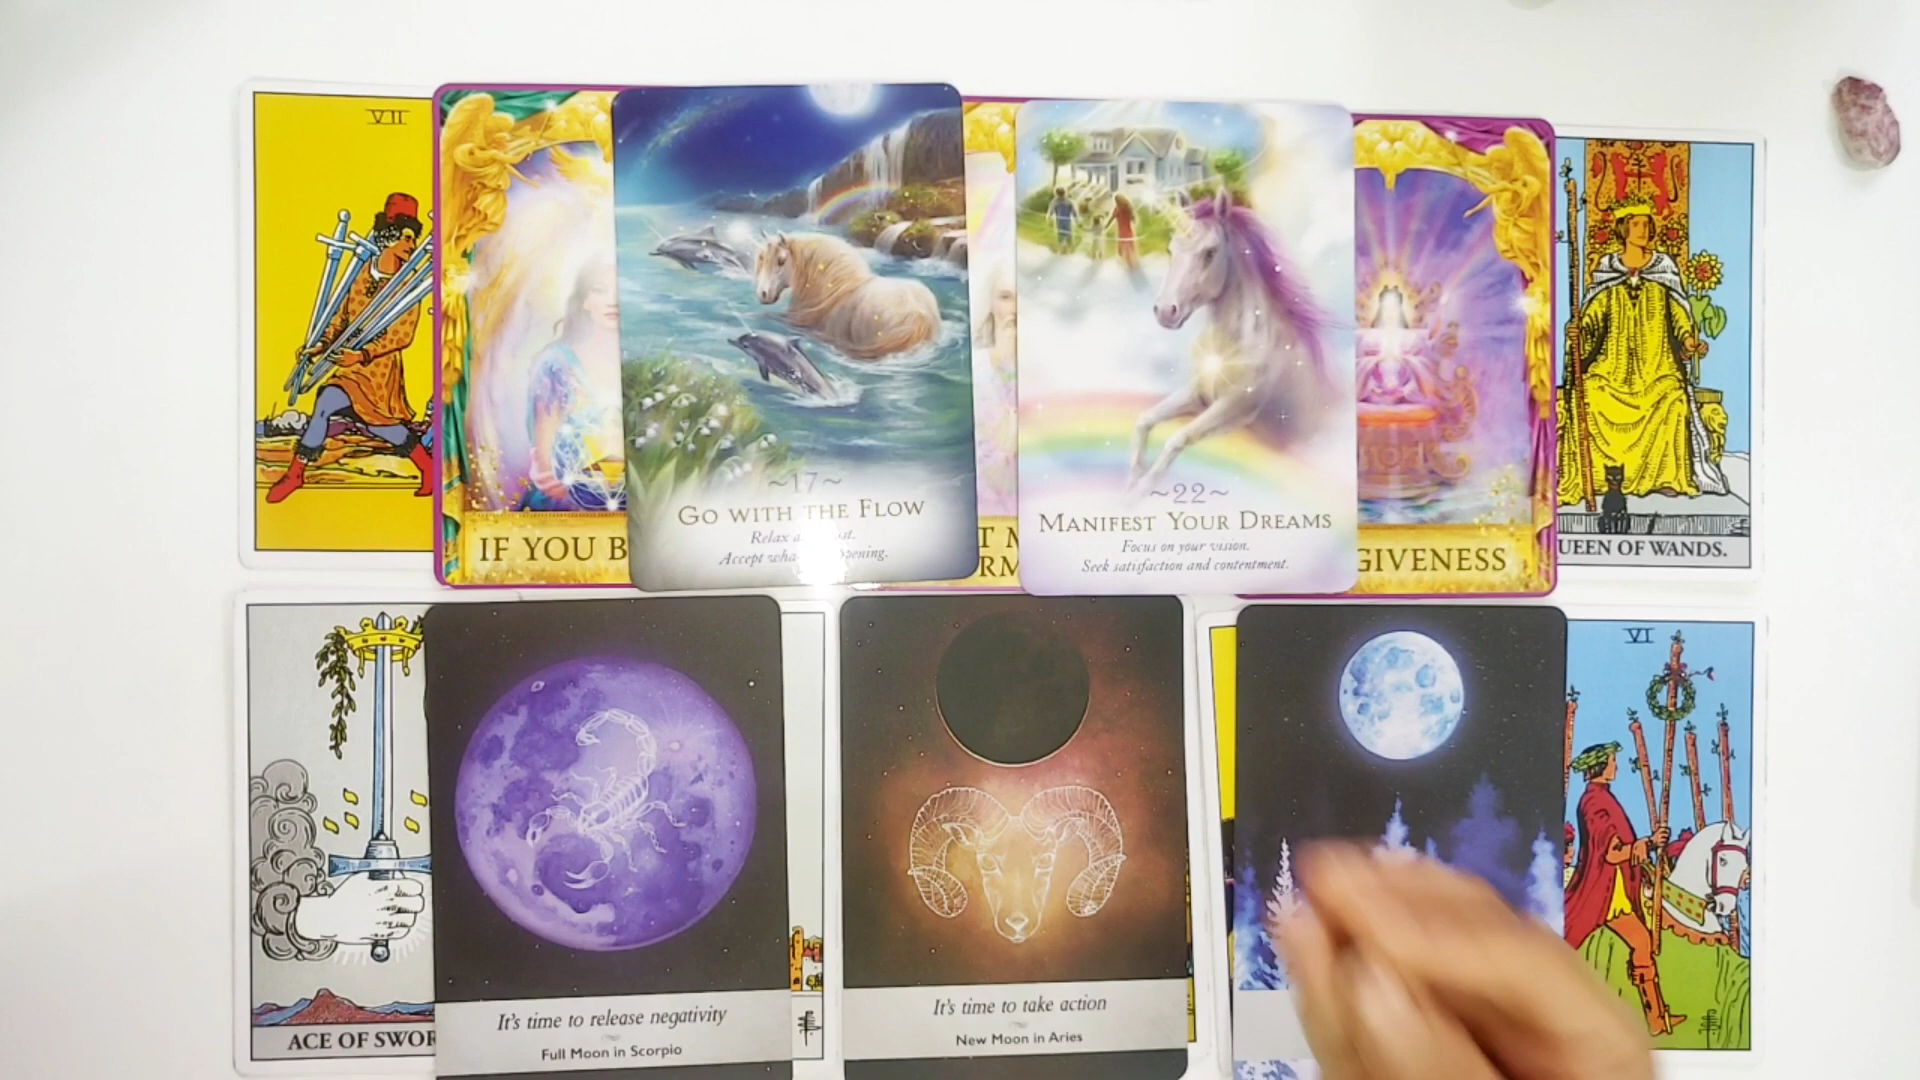 VII
IF YOU B
~17~
GO WITH THE FLOW
Relax
Accept
~22~
MANIFEST YOUR DREAMS
Focus on your vision.
Seek satisfaction and contentment.
GIVENESS
UEEN OF WANDS.
ACE OF SWOR
It's time to release negativity
Full Moon in Scorpio
It's time to take action
New Moon in Aries
VI